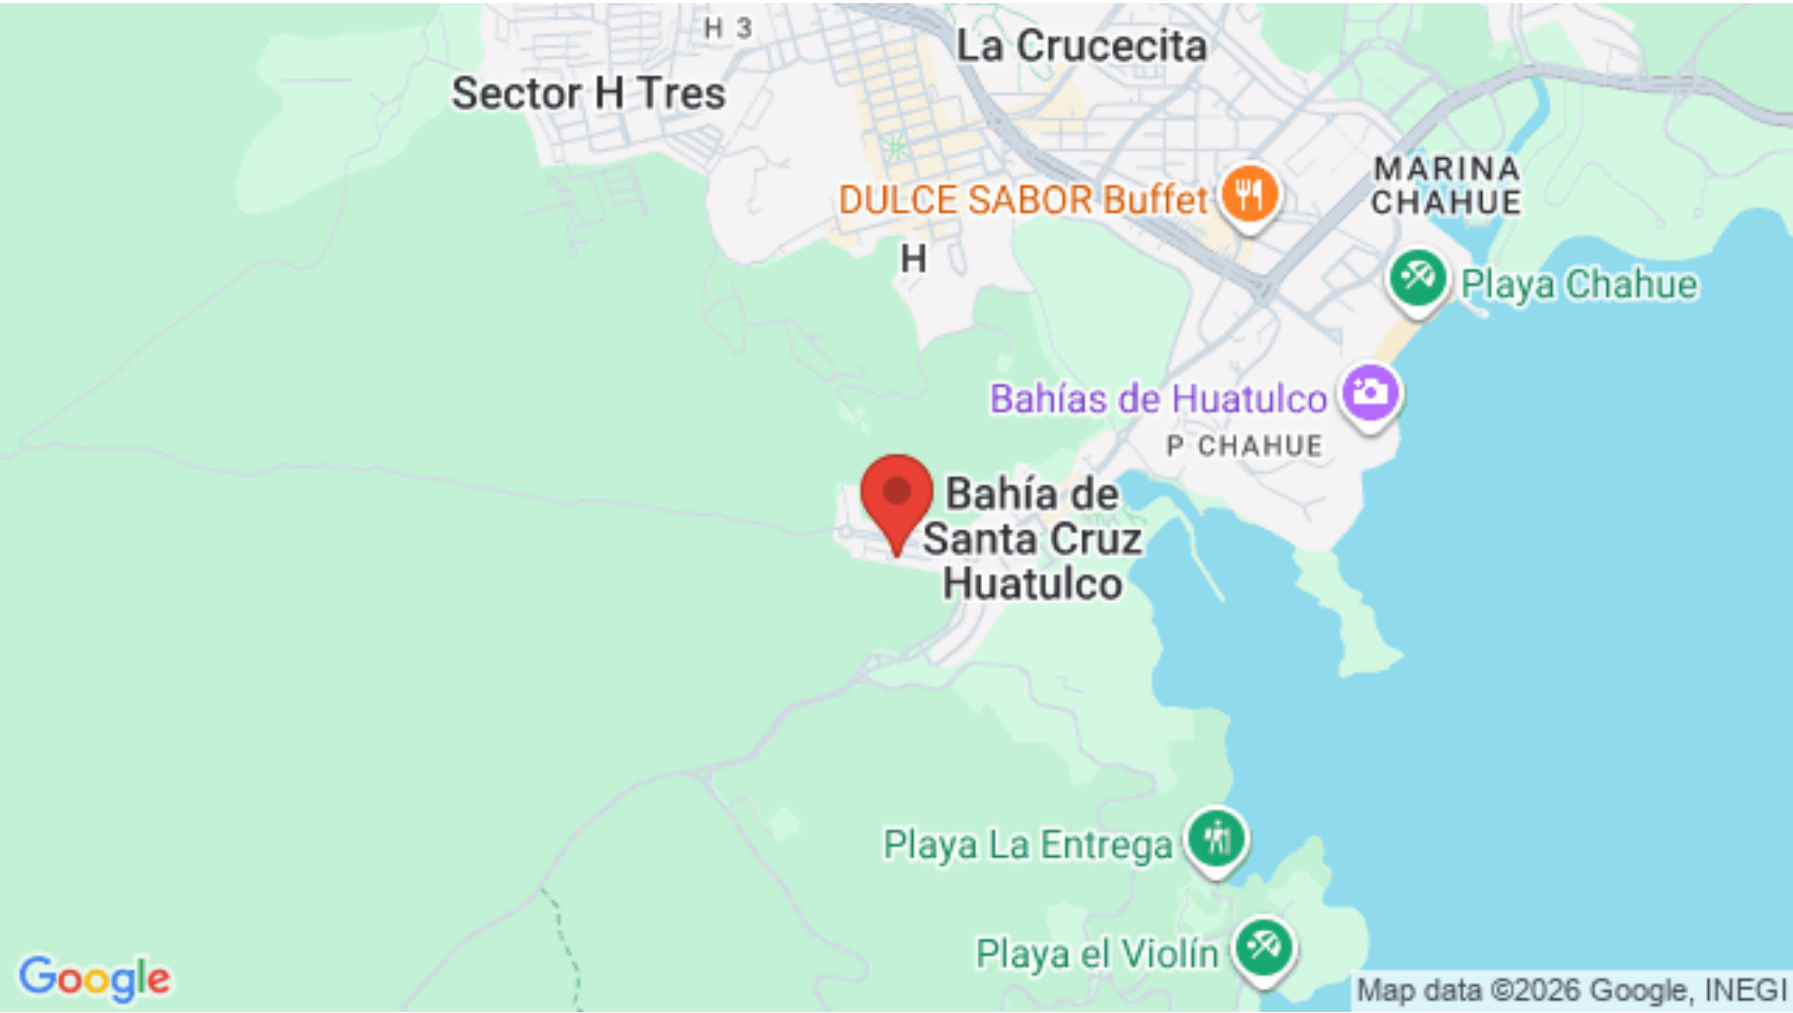 H 3
La Crucecita
Sector H Tres
MARINA
CHAHUE
DULCE SABOR Buffet
H
Playa Chahue
Bahías de Huatulco
P CHAHUE
Bahía de
Santa Cruz
Huatulco
Playa La Entrega
Playa el Violín
Google
Map data ©2026 Google, INEGI